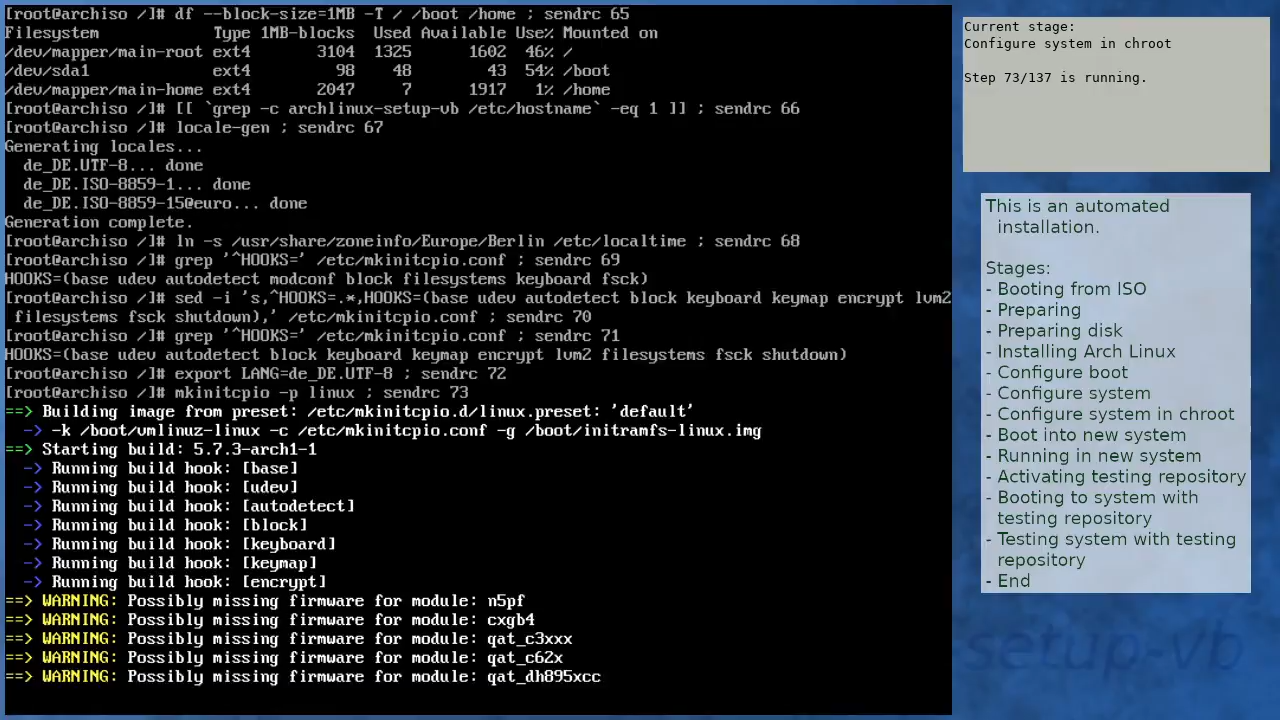 [root@archiso /]# df --block-size=1MB -T / /boot /home ; sendrc 65
Filesystem            Type 1MB-blocks  Used Available Use% Mounted on
/dev/mapper/main-root ext4       3104  1325      1602  46% /
/dev/sda1             ext4         98    48        43  54% /boot
/dev/mapper/main-home ext4       2047     7      1917   1% /home
[root@archiso /]# [[ `grep -c archlinux-setup-vb /etc/hostname` -eq 1 ]] ; sendrc 66
[root@archiso /]# locale-gen ; sendrc 67
Generating locales...
  de_DE.UTF-8... done
  de_DE.ISO-8859-1... done
  de_DE.ISO-8859-15@euro... done
Generation complete.
[root@archiso /]# ln -s /usr/share/zoneinfo/Europe/Berlin /etc/localtime ; sendrc 68
[root@archiso /]# grep '^HOOKS=' /etc/mkinitcpio.conf ; sendrc 69
HOOKS=(base udev autodetect modconf block filesystems keyboard fsck)
[root@archiso /]# sed -i 's,^HOOKS=.*,HOOKS=(base udev autodetect block keyboard keymap encrypt lvm2
 filesystems fsck shutdown),' /etc/mkinitcpio.conf ; sendrc 70
[root@archiso /]# grep '^HOOKS=' /etc/mkinitcpio.conf ; sendrc 71
HOOKS=(base udev autodetect block keyboard keymap encrypt lvm2 filesystems fsck shutdown)
[root@archiso /]# export LANG=de_DE.UTF-8 ; sendrc 72
[root@archiso /]# mkinitcpio -p linux ; sendrc 73
==> Building image from preset: /etc/mkinitcpio.d/linux.preset: 'default'
  -> -k /boot/vmlinuz-linux -c /etc/mkinitcpio.conf -g /boot/initramfs-linux.img
==> Starting build: 5.7.3-arch1-1
  -> Running build hook: [base]
  -> Running build hook: [udev]
  -> Running build hook: [autodetect]
  -> Running build hook: [block]
  -> Running build hook: [keyboard]
  -> Running build hook: [keymap]
  -> Running build hook: [encrypt]
==> WARNING: Possibly missing firmware for module: n5pf
==> WARNING: Possibly missing firmware for module: cxgb4
==> WARNING: Possibly missing firmware for module: qat_c3xxx
==> WARNING: Possibly missing firmware for module: qat_c62x
==> WARNING: Possibly missing firmware for module: qat_dh895xcc
Current stage:
Configure system in chroot
Step 73/137 is running.
This is an automated
installation.
Stages:
- Booting from ISO
- Preparing
- Preparing disk
- Installing Arch Linux
- Configure boot
- Configure system
- Configure system in chroot
- Boot into new system
- Running in new system
- Activating testing repository
- Booting to system with
testing repository
- Testing system with testing
repository
- End
setup-vb